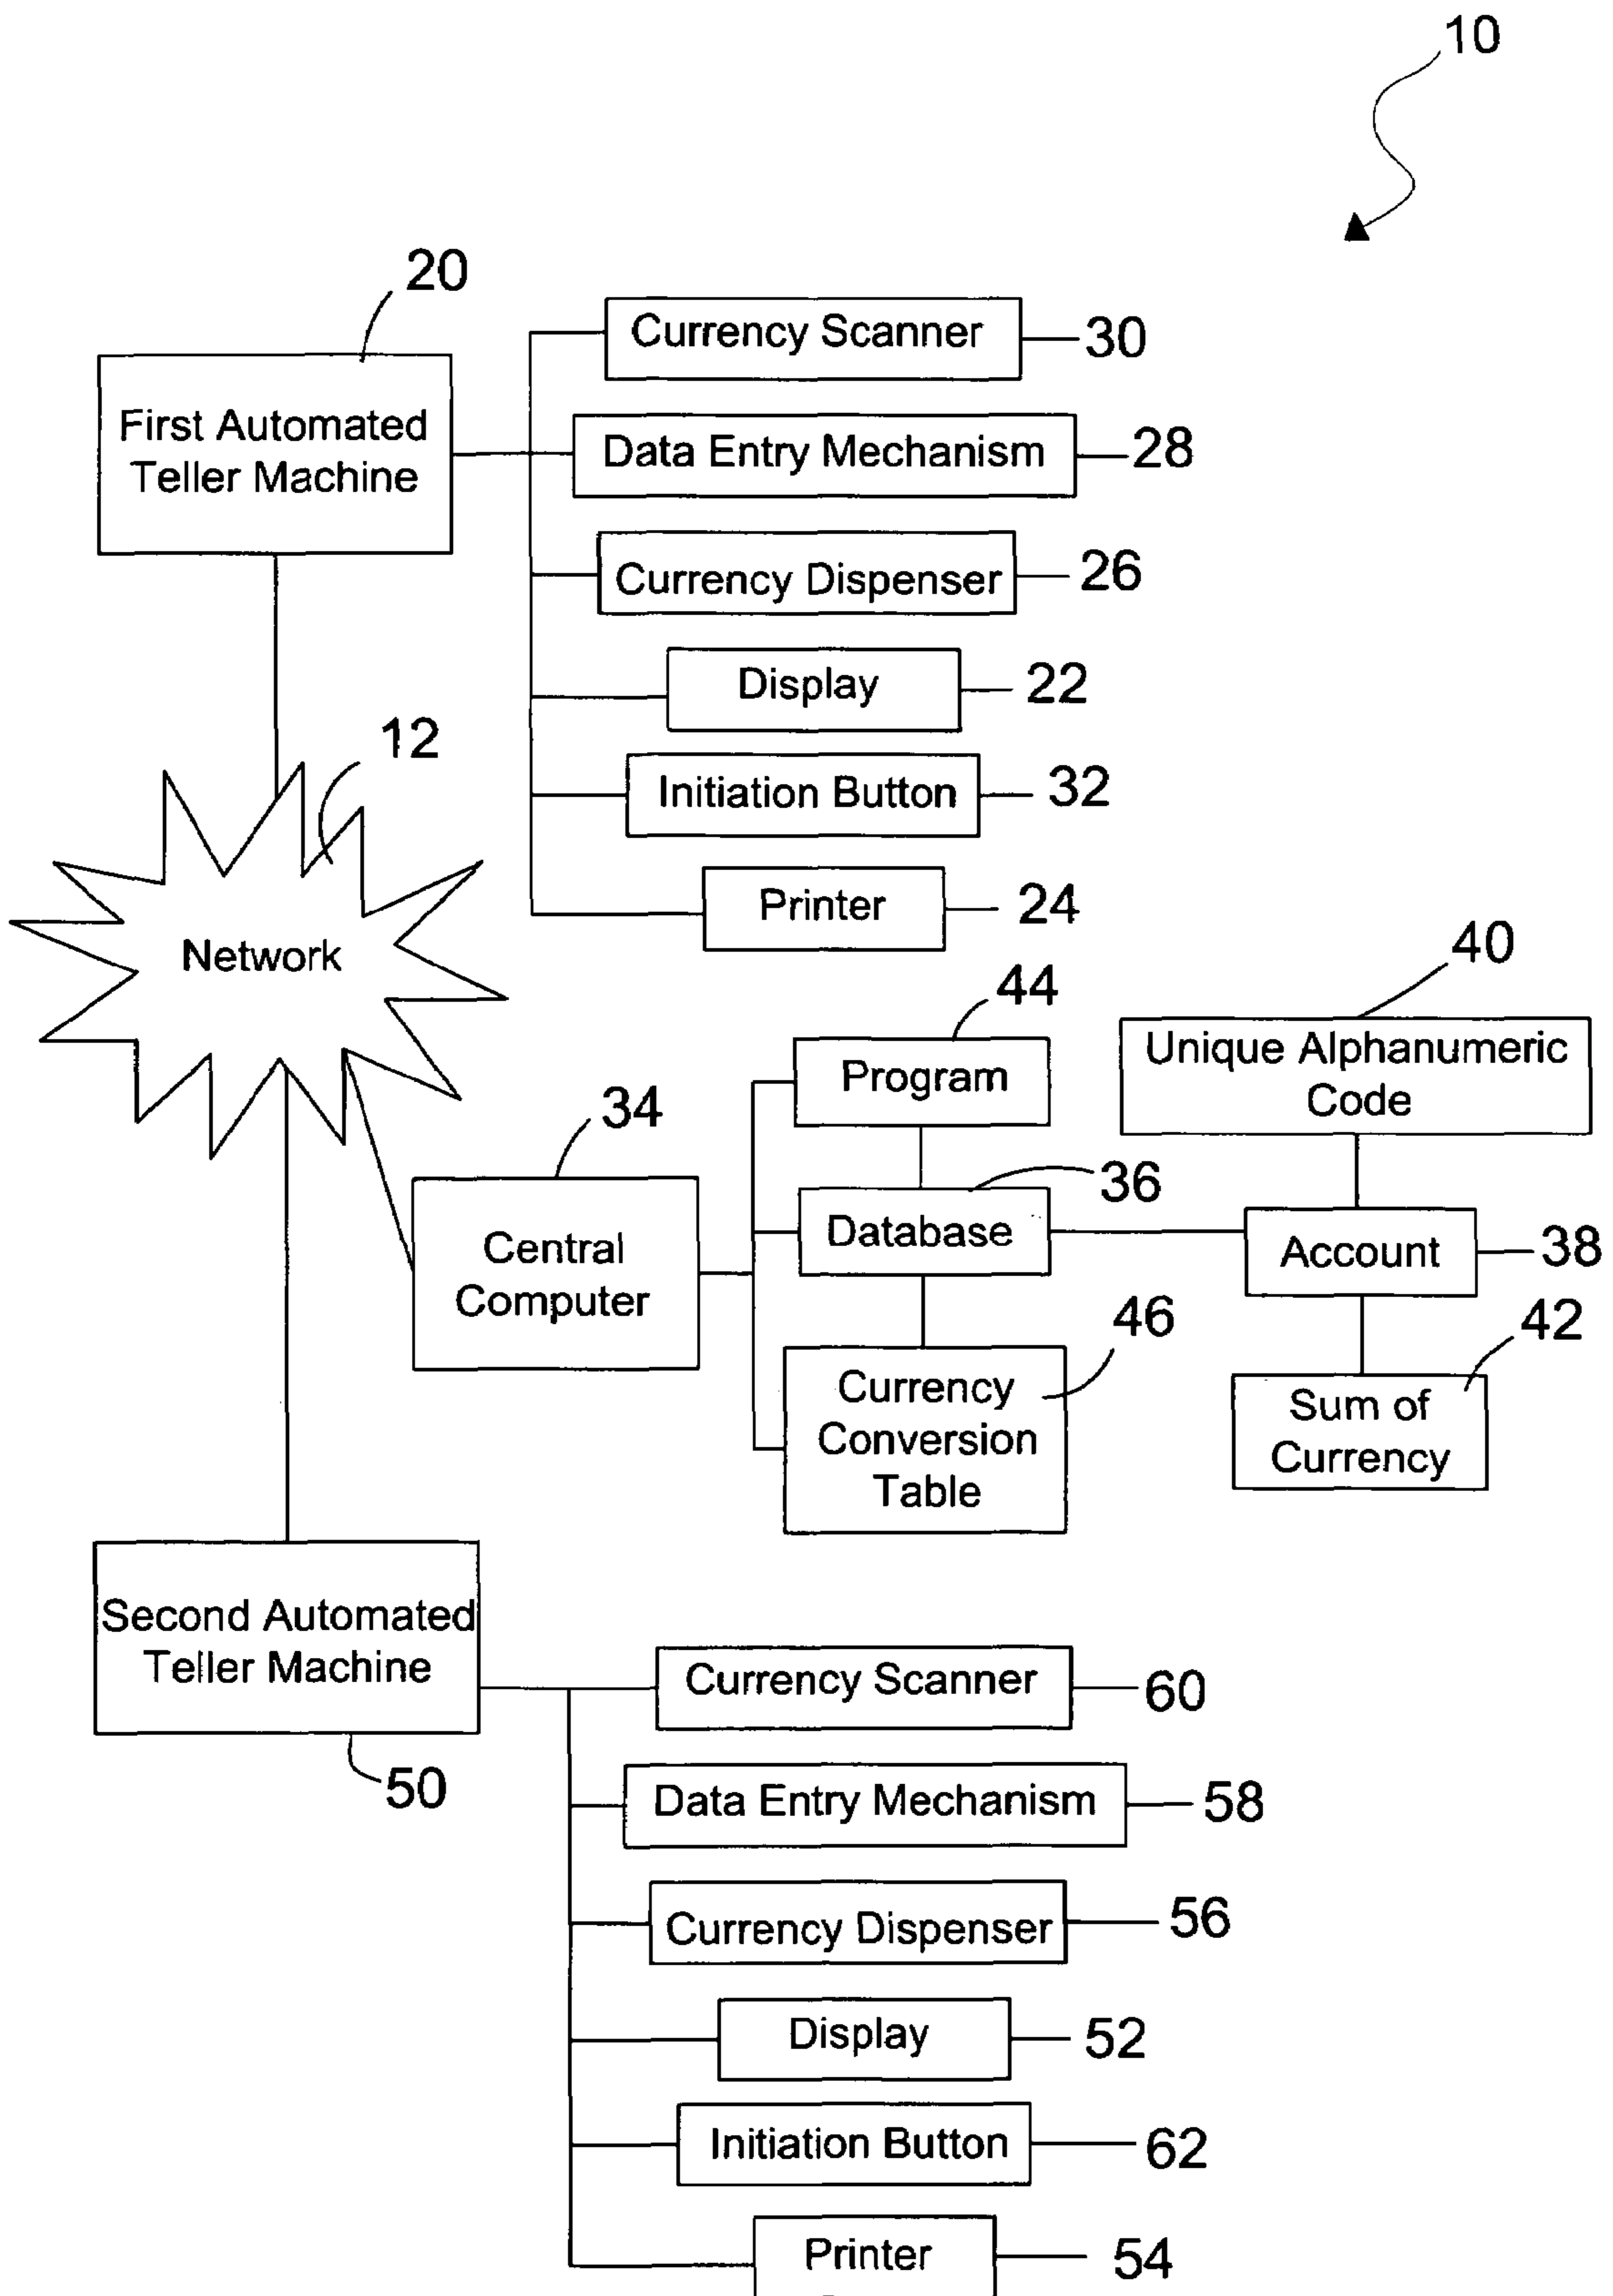 10
20
Currency Scanner
30
First Automated
Teller Machine
Data Entry Mechanism
28
Currency Dispenser
26
Display
22
12
Initiation Button
32
Printer
24
Network
40
44
Unique Alphanumeric
Code
Program
34
36
Database
Account
38
Central
Computer
46
42
Currency
Conversion
Table
Sum of
Currency
Second Automated
Teller Machine
Currency Scanner
60
50
Data Entry Mechanism
58
Currency Dispenser
56
Display
52
Initiation Button
62
Printer
54